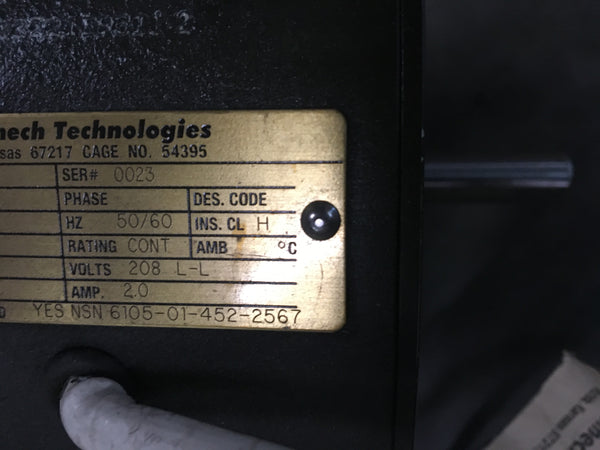 mech Technologies
sas 67217 CAGE NO. 54395
SER# 0023
PHASE DES. CODE
HZ 50/60 INS. CL H
RATING CONT AMB °C
VOLTS 208 L-L
AMP. 2.0
D YES NSN 6105-01-452-2567